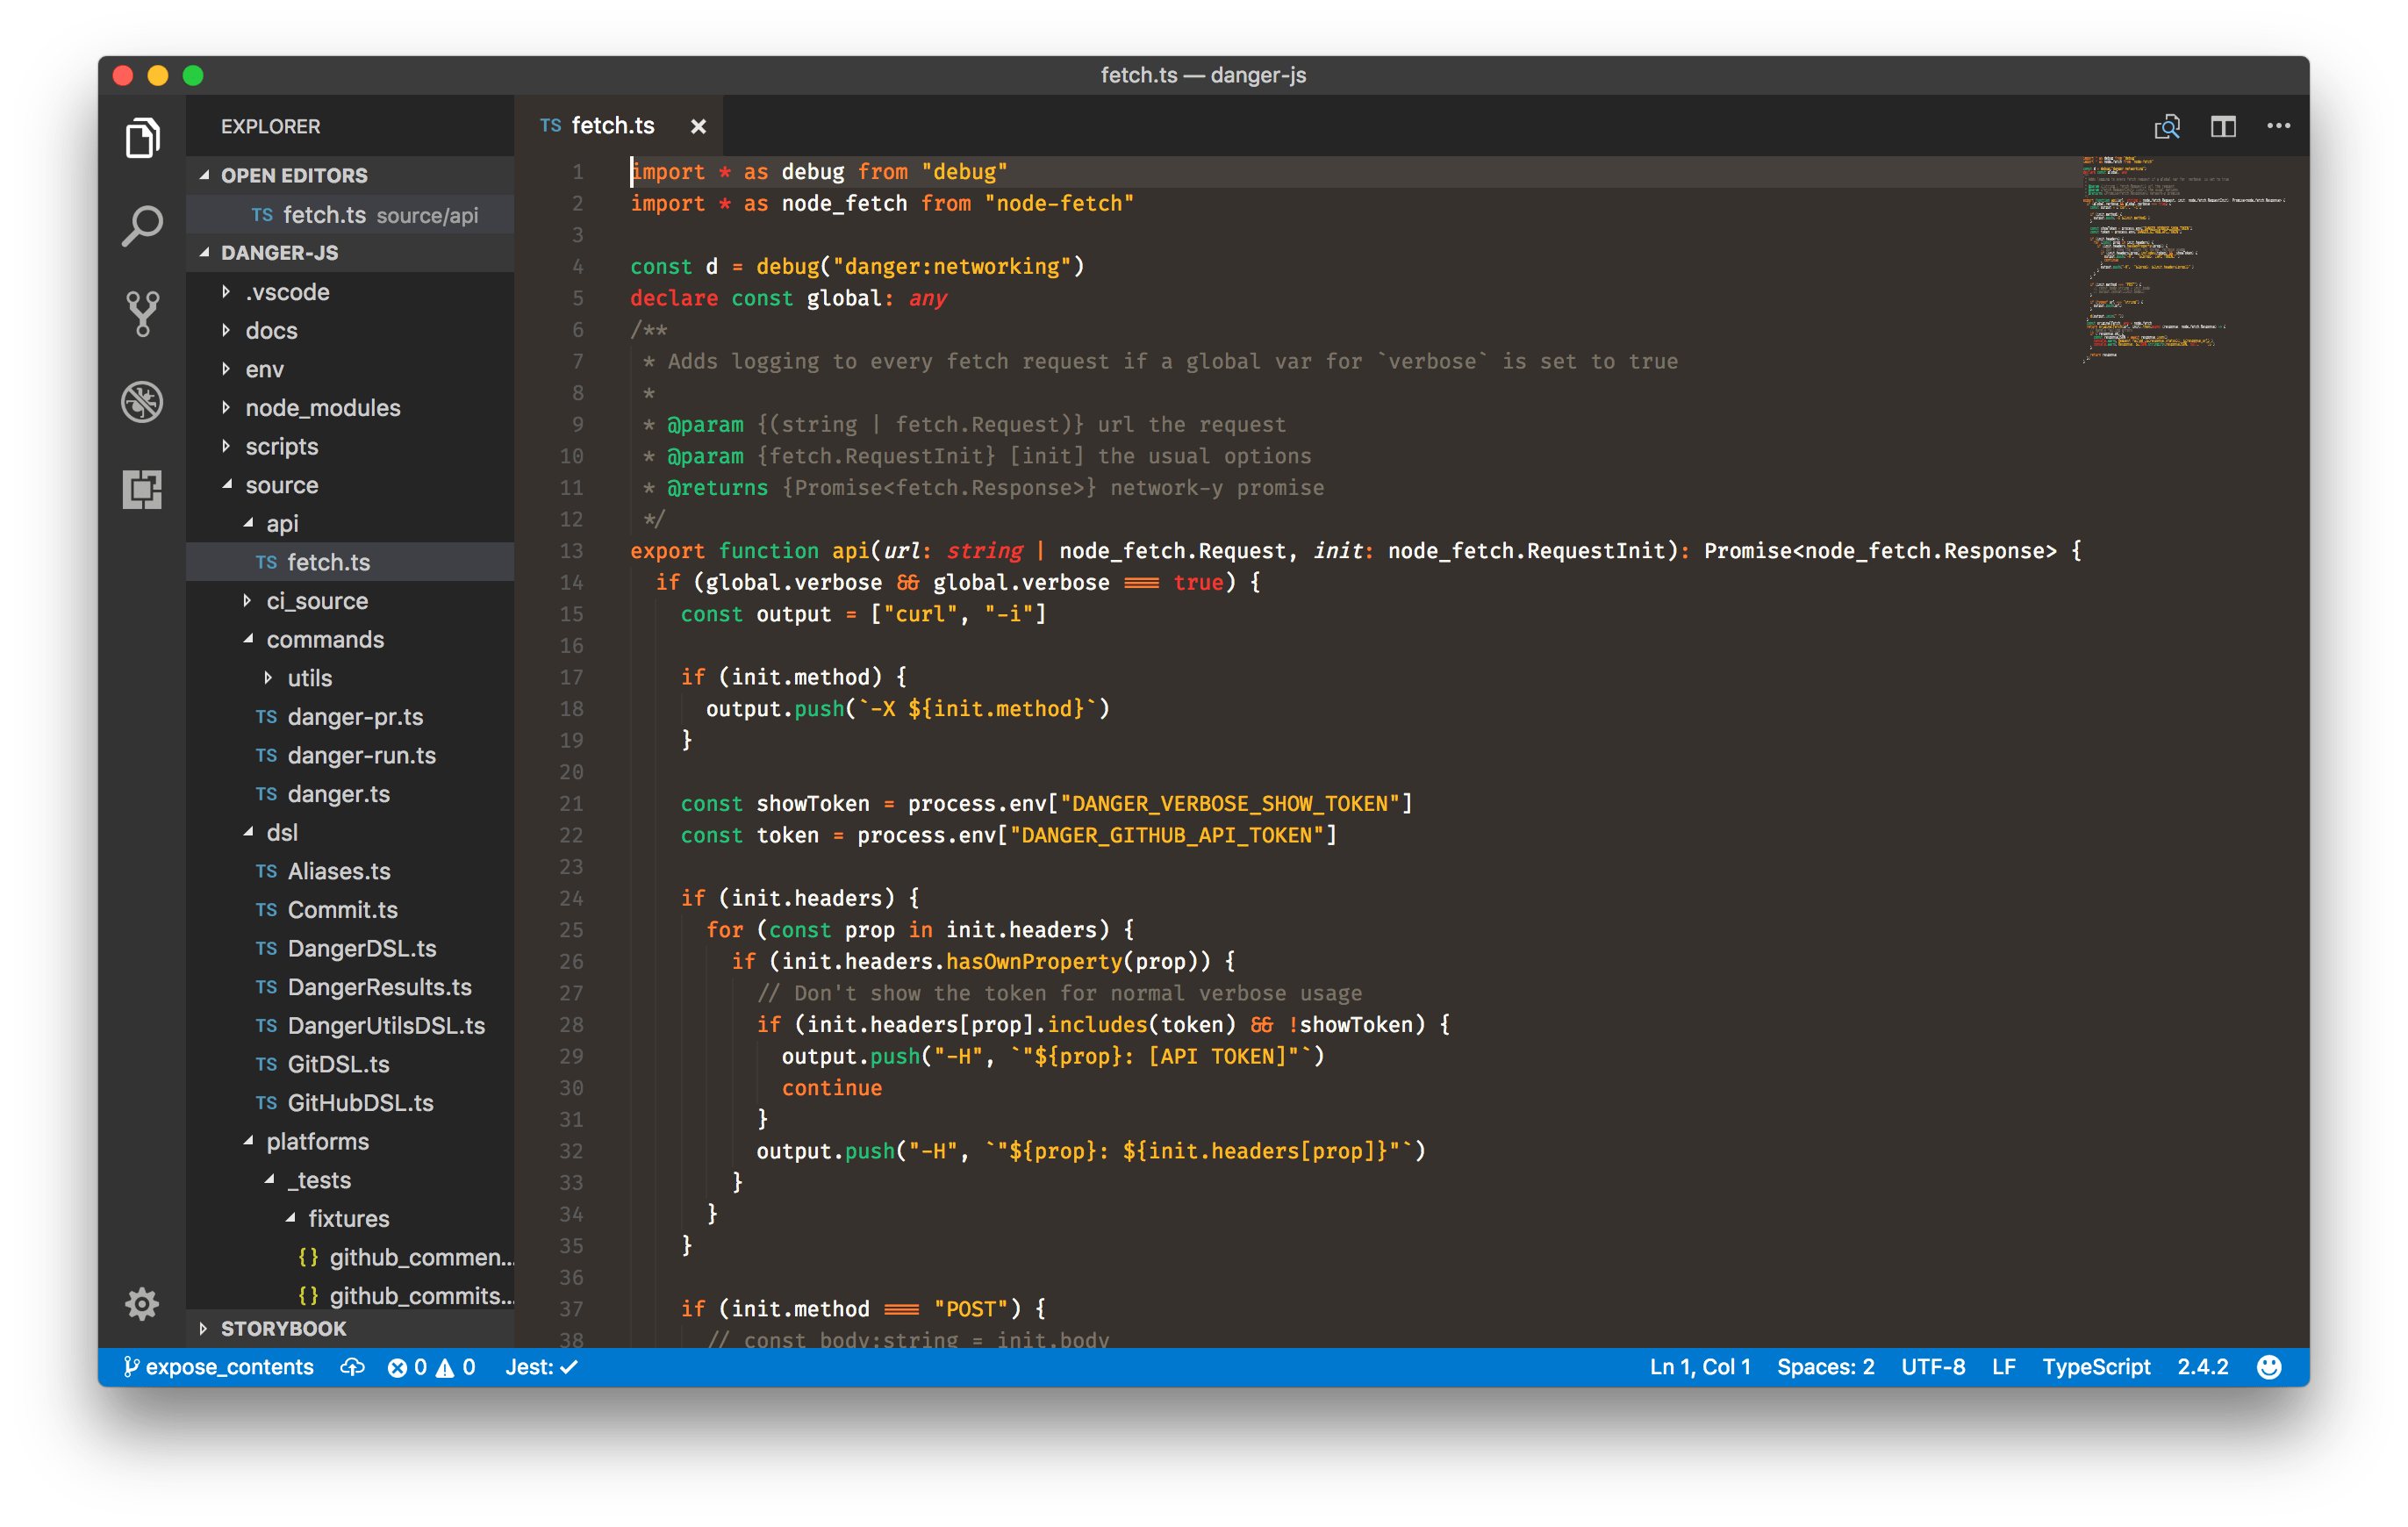 fetch.ts — danger-js
EXPLORER
OPEN EDITORS
TS fetch.ts source/api
DANGER-JS
.vscode
docs
env
node_modules
scripts
source
api
TS fetch.ts
ci_source
commands
utils
TS danger-pr.ts
TS danger-run.ts
TS danger.ts
dsl
TS Aliases.ts
TS Commit.ts
TS DangerDSL.ts
TS DangerResults.ts
TS DangerUtilsDSL.ts
TS GitDSL.ts
TS GitHubDSL.ts
platforms
_tests
fixtures
{} github_commen...
{} github_commits...
STORYBOOK
TS fetch.ts ×
1 import * as debug from "debug"
2 import * as node_fetch from "node-fetch"
3
4 const d = debug("danger:networking")
5 declare const global: any
6 /**
7 * Adds logging to every fetch request if a global var for `verbose` is set to true
8 *
9 * @param {(string | fetch.Request)} url the request
10 * @param {fetch.RequestInit} [init] the usual options
11 * @returns {Promise<fetch.Response>} network-y promise
12 */
13 export function api(url: string | node_fetch.Request, init: node_fetch.RequestInit): Promise<node_fetch.Response> {
14 if (global.verbose && global.verbose === true) {
15 const output = ["curl", "-i"]
16
17 if (init.method) {
18 output.push(`-X ${init.method}`)
19 }
20
21 const showToken = process.env["DANGER_VERBOSE_SHOW_TOKEN"]
22 const token = process.env["DANGER_GITHUB_API_TOKEN"]
23
24 if (init.headers) {
25 for (const prop in init.headers) {
26 if (init.headers.hasOwnProperty(prop)) {
27 // Don't show the token for normal verbose usage
28 if (init.headers[prop].includes(token) && !showToken) {
29 output.push("-H", `"${prop}: [API TOKEN]"`)
30 continue
31 }
32 output.push("-H", `"${prop}: ${init.headers[prop]}"`)
33 }
34 }
35 }
36
37 if (init.method === "POST") {
38 // const body:string = init.body
expose_contents 0 0 Jest: ✓ Ln 1, Col 1 Spaces: 2 UTF-8 LF TypeScript 2.4.2